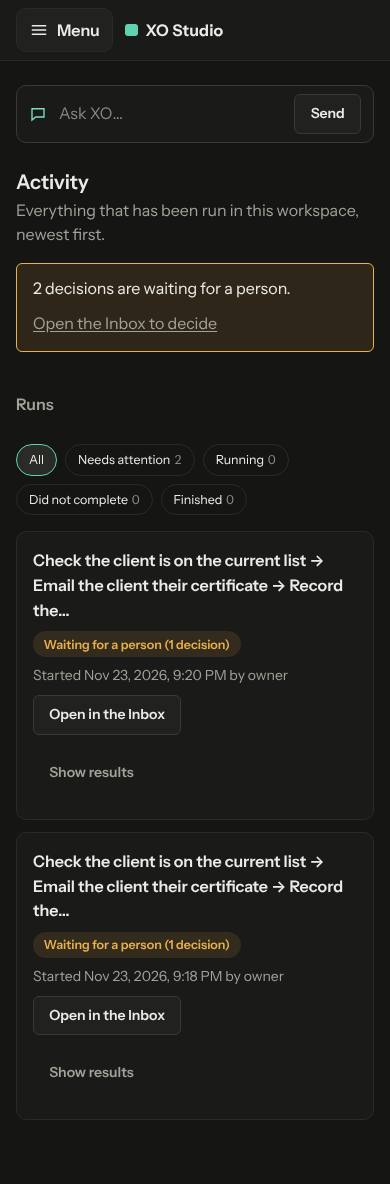 Menu
XO Studio
Ask XO...
Send
Activity
Everything that has been run in this workspace,
newest first.
2 decisions are waiting for a person.
Open the Inbox to decide
Runs
All
Needs attention 2
Running 0
Did not complete 0
Finished 0
Check the client is on the current list →
Email the client their certificate → Record
the...
Waiting for a person (1 decision)
Started Nov 23, 2026, 9:20 PM by owner
Open in the Inbox
Show results
Check the client is on the current list →
Email the client their certificate → Record
the...
Waiting for a person (1 decision)
Started Nov 23, 2026, 9:18 PM by owner
Open in the Inbox
Show results